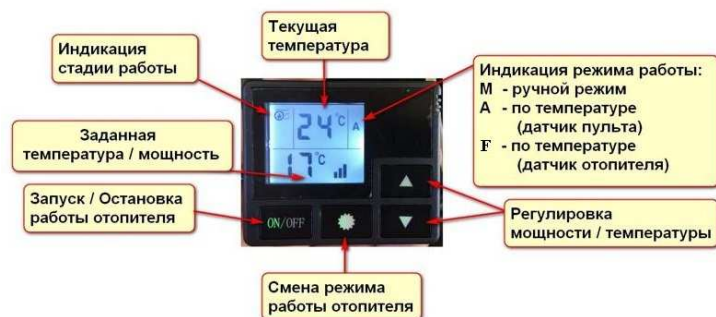 Текущая
температура
Индикация
стадии работы
Индикация режима работы:
М - ручной режим
А - по температуре
(датчик пульта)
F - по температуре
(датчик отопителя)
24°C A
Заданная
температура / мощность
17°C
Запуск / Остановка
работы отопителя
ON/OFF
Регулировка
мощности / температуры
Смена режима
работы отопителя